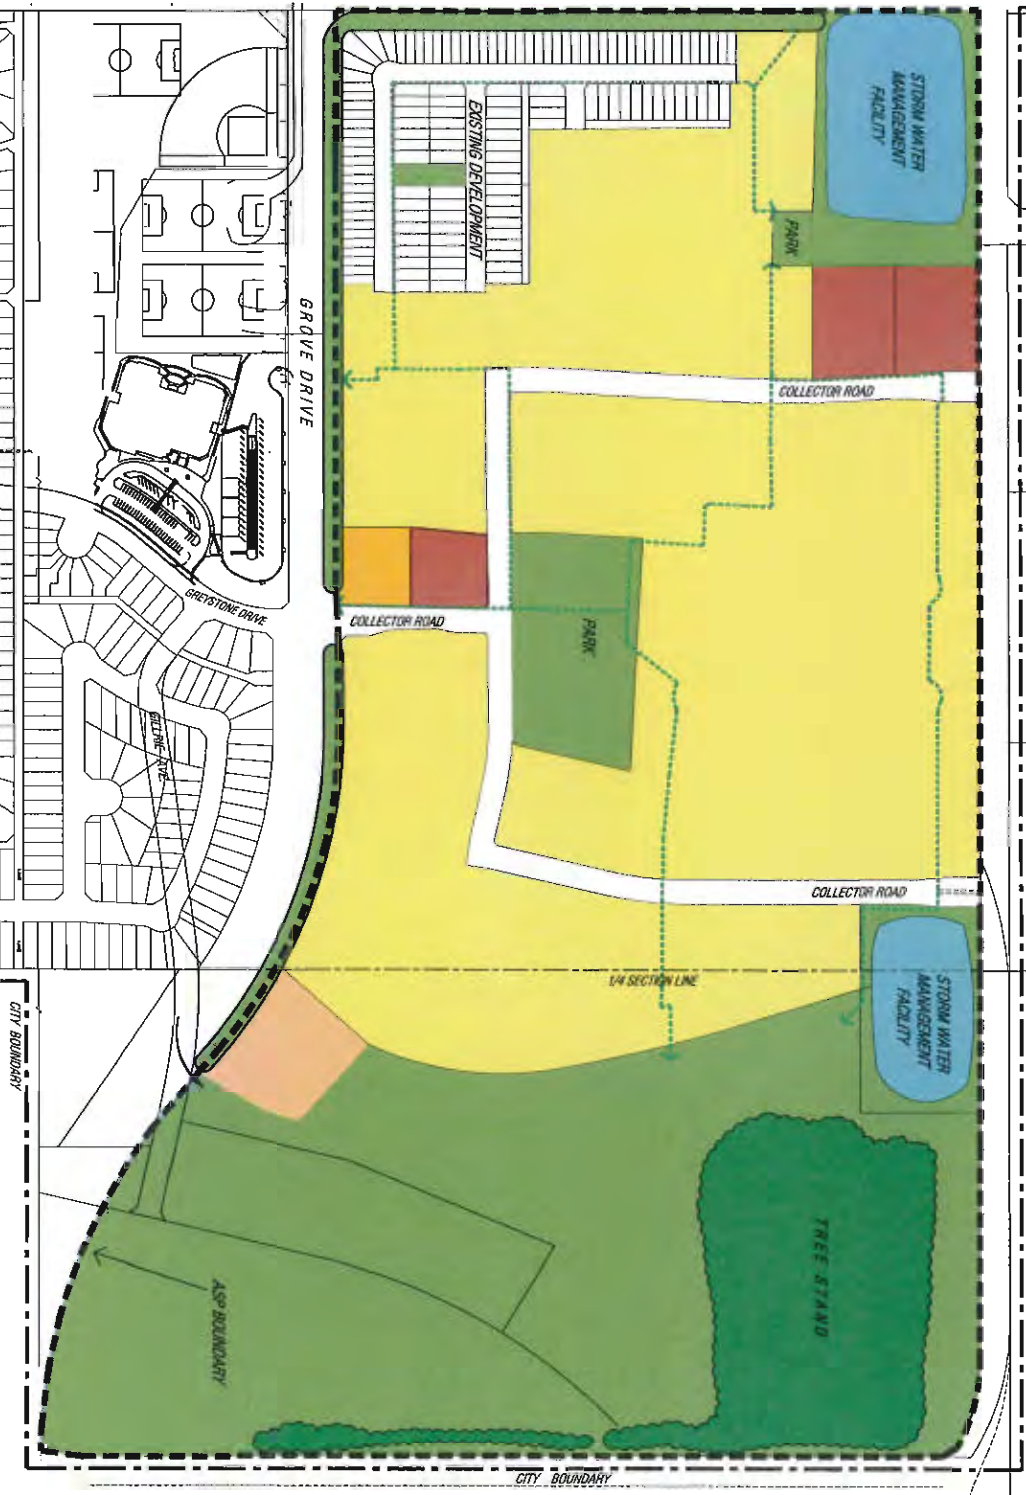 STORM WATER
MANAGEMENT
FACILITY
EXISTING DEVELOPMENT
PARK
GROVE DRIVE
COLLECTOR ROAD
GREYSTONE DRIVE
COLLECTOR ROAD
PARK
COLLECTOR ROAD
1/4 SECTION LINE
STORM WATER
MANAGEMENT
FACILITY
CITY BOUNDARY
TREE STAND
ASP BOUNDARY
CITY BOUNDARY